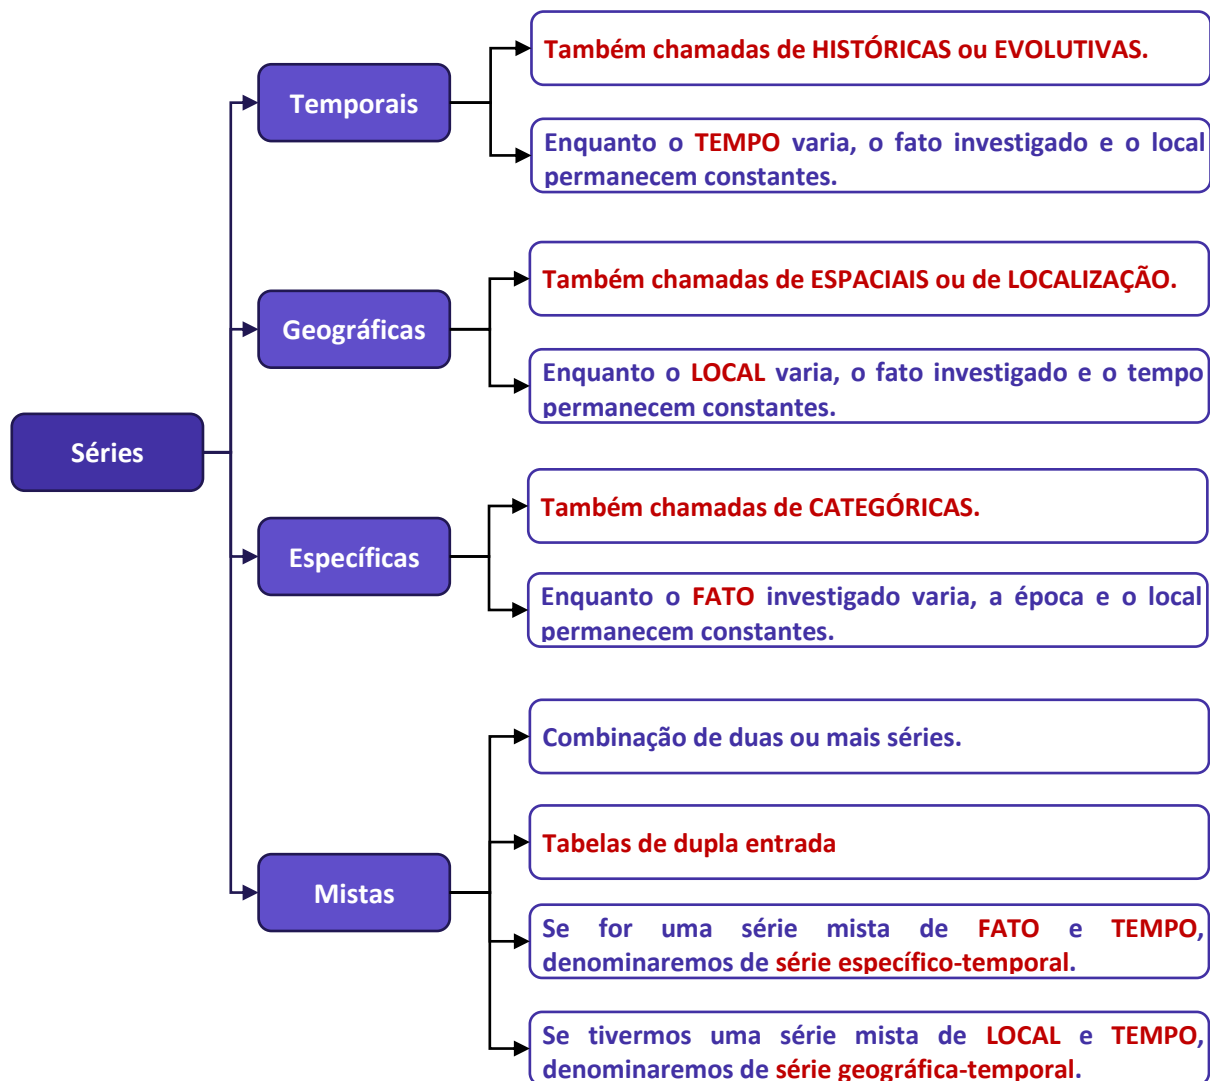 Séries
Temporais
Também chamadas de HISTÓRICAS ou EVOLUTIVAS.
Enquanto o TEMPO varia, o fato investigado e o local
permanecem constantes.
Geográficas
Também chamadas de ESPACIAIS ou de LOCALIZAÇÃO.
Enquanto o LOCAL varia, o fato investigado e o tempo
permanecem constantes.
Específicas
Também chamadas de CATEGÓRICAS.
Enquanto o FATO investigado varia, a época e o local
permanecem constantes.
Mistas
Combinação de duas ou mais séries.
Tabelas de dupla entrada
Se for uma série mista de FATO e TEMPO,
denominaremos de série específico-temporal.
Se tivermos uma série mista de LOCAL e TEMPO,
denominaremos de série geográfica-temporal.